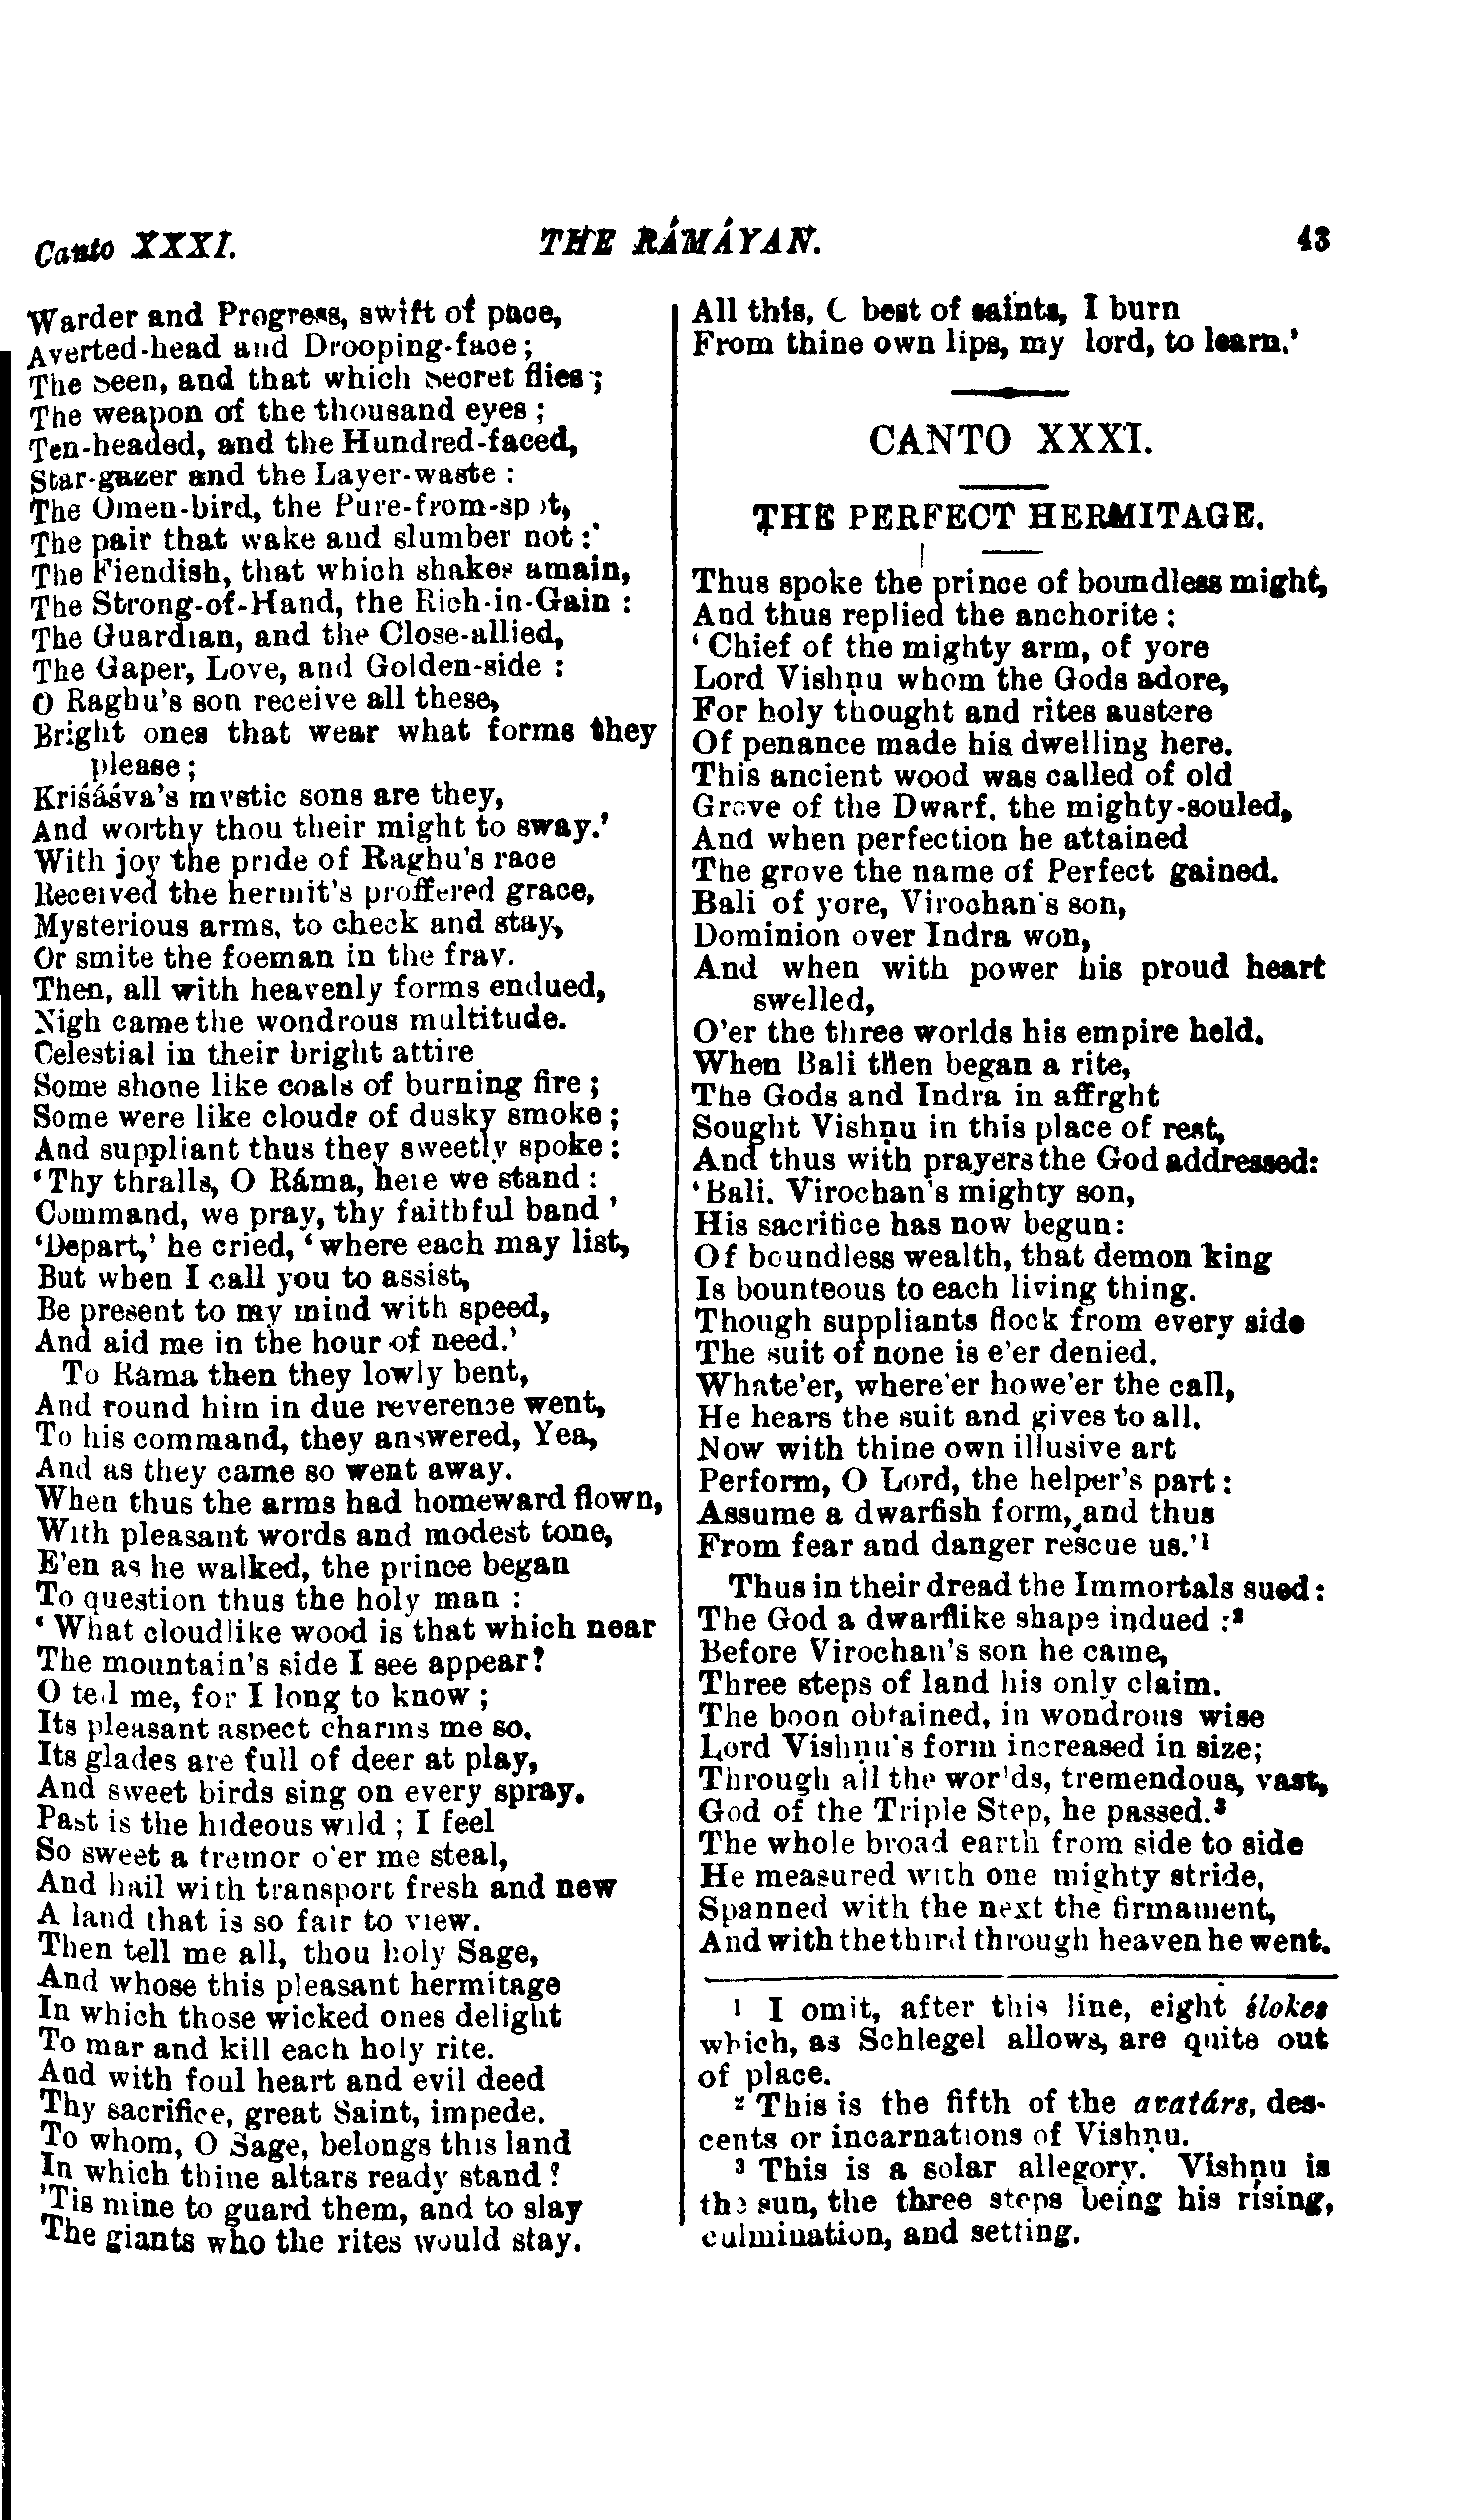 Canto XXXI. THE RÁMÁYAN. 43
Warder and Progress, swift of pace,
Averted-head and Drooping-face;
The Seen, and that which Secret flies;
The weapon of the thousand eyes;
Ten-headed, and the Hundred-faced,
Star-gazer and the Layer-waste:
The Omen-bird, the Pure-from-spot,
The pair that wake and slumber not:
The Fiendish, that which shakes amain,
The Strong-of-Hand, the Rich-in-Gain:
The Guardian, and the Close-allied,
The Gaper, Love, and Golden-side:
O Raghu's son receive all these,
Bright ones that wear what forms they
please;
Kriśáśva's mystic sons are they,
And worthy thou their might to sway.'
With joy the pride of Raghu's race
Received the hermit's proffered grace,
Mysterious arms, to check and stay,
Or smite the foeman in the fray.
Then, all with heavenly forms endued,
Nigh came the wondrous multitude.
Celestial in their bright attire
Some shone like coals of burning fire;
Some were like clouds of dusky smoke;
And suppliant thus they sweetly spoke:
'Thy thralls, O Ráma, here we stand:
Command, we pray, thy faithful band'
'Depart,' he cried, 'where each may list,
But when I call you to assist,
Be present to my mind with speed,
And aid me in the hour of need.'
To Ráma then they lowly bent,
And round him in due reverence went,
To his command, they answered, Yea,
And as they came so went away.
When thus the arms had homeward flown,
With pleasant words and modest tone,
E'en as he walked, the prince began
To question thus the holy man:
'What cloudlike wood is that which near
The mountain's side I see appear?
O tell me, for I long to know;
Its pleasant aspect charms me so.
Its glades are full of deer at play,
And sweet birds sing on every spray.
Past is the hideous wild; I feel
So sweet a tremor o'er me steal,
And hail with transport fresh and new
A land that is so fair to view.
Then tell me all, thou holy Sage,
And whose this pleasant hermitage
In which those wicked ones delight
To mar and kill each holy rite.
And with foul heart and evil deed
Thy sacrifice, great Saint, impede.
To whom, O Sage, belongs this land
In which thine altars ready stand?
'Tis mine to guard them, and to slay
The giants who the rites would stay.
All this, O best of saints, I burn
From thine own lips, my lord, to learn.'
CANTO XXXI.
THE PERFECT HERMITAGE.
Thus spoke the prince of boundless might,
And thus replied the anchorite:
'Chief of the mighty arm, of yore
Lord Vishṇu whom the Gods adore,
For holy thought and rites austere
Of penance made his dwelling here.
This ancient wood was called of old
Grove of the Dwarf, the mighty-souled,
And when perfection he attained
The grove the name of Perfect gained.
Bali of yore, Virochan's son,
Dominion over Indra won,
And when with power his proud heart
swelled,
O'er the three worlds his empire held.
When Bali then began a rite,
The Gods and Indra in affrght
Sought Vishṇu in this place of rest,
And thus with prayers the God addressed:
'Bali. Virochan's mighty son,
His sacrifice has now begun:
Of boundless wealth, that demon king
Is bounteous to each living thing.
Though suppliants flock from every side
The suit of none is e'er denied.
Whate'er, where'er howe'er the call,
He hears the suit and gives to all.
Now with thine own illusive art
Perform, O Lord, the helper's part:
Assume a dwarfish form, and thus
From fear and danger rescue us.'1
Thus in their dread the Immortals sued:
The God a dwarflike shape indued:2
Before Virochan's son he came,
Three steps of land his only claim.
The boon obtained, in wondrous wise
Lord Vishṇu's form increased in size;
Through all the worlds, tremendous, vast,
God of the Triple Step, he passed.3
The whole broad earth from side to side
He measured with one mighty stride,
Spanned with the next the firmament,
And with the third through heaven he went.
1 I omit, after this line, eight ślokes
which, as Schlegel allows, are quite out
of place.
2 This is the fifth of the avatárs, des-
cents or incarnations of Vishṇu.
3 This is a solar allegory. Vishṇu is
the sun, the three steps being his rising,
culmination, and setting.